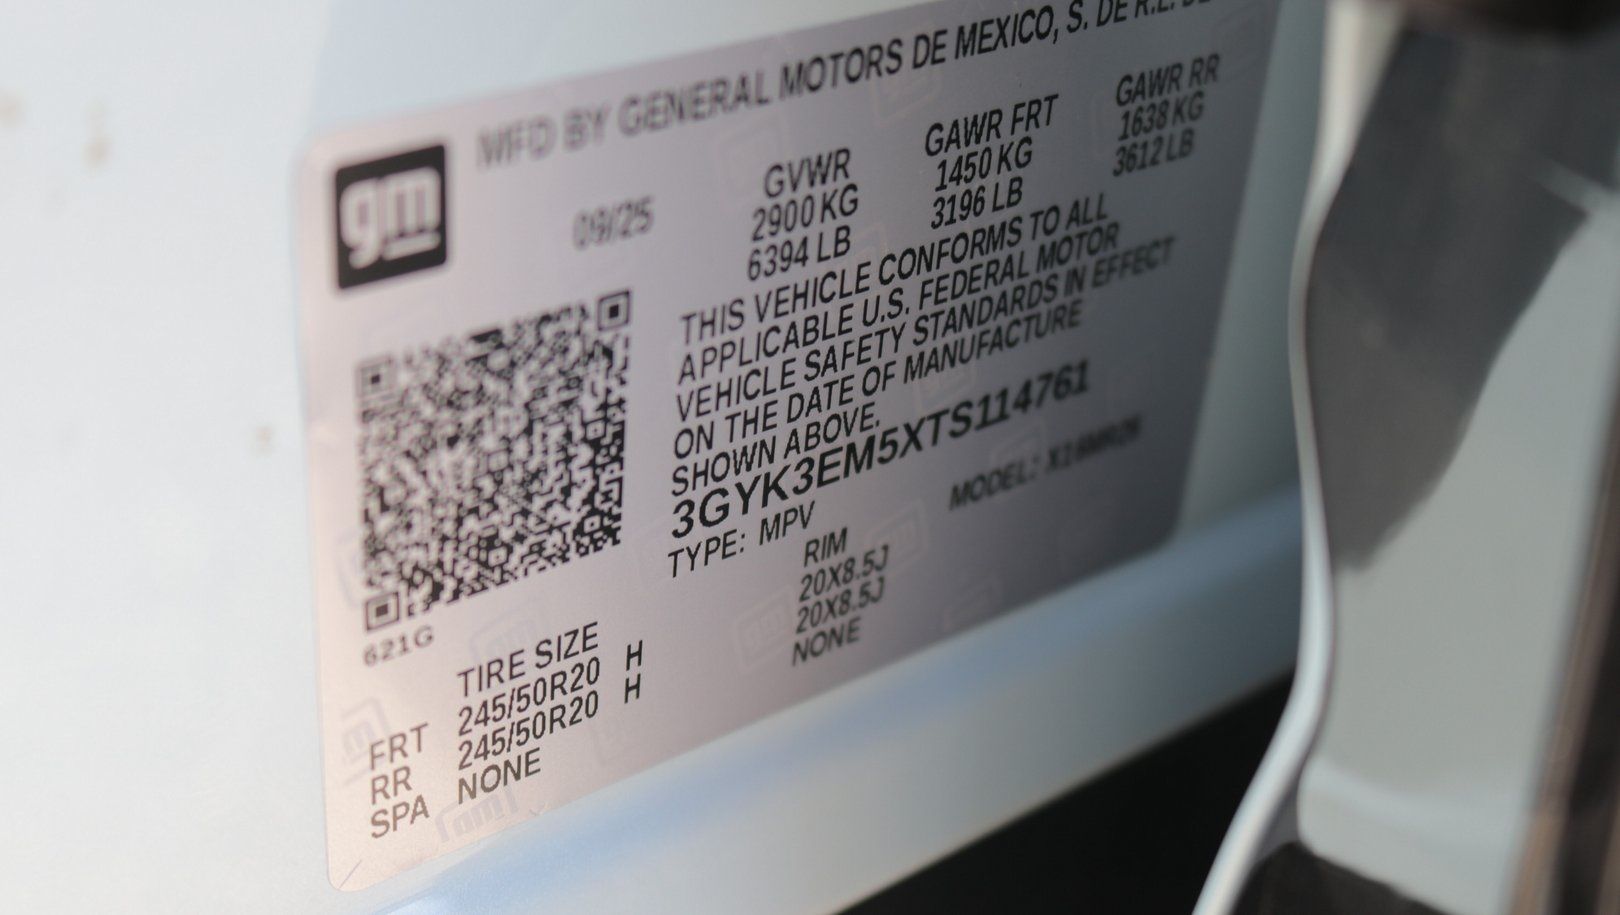 MFD BY GENERAL MOTORS DE MEXICO, S. DE R.L. DE
gm
09/25
GVWR
2900 KG
6394 LB
GAWR FRT
1450 KG
3196 LB
GAWR RR
1638 KG
3612 LB
THIS VEHICLE CONFORMS TO ALL
APPLICABLE U.S. FEDERAL MOTOR
VEHICLE SAFETY STANDARDS IN EFFECT
ON THE DATE OF MANUFACTURE
SHOWN ABOVE.
3GYK3EM5XTS114761
TYPE: MPV MODEL: X16MR26
621G
TIRE SIZE RIM
FRT 245/50R20 H 20X8.5J
RR 245/50R20 H 20X8.5J
SPA NONE NONE